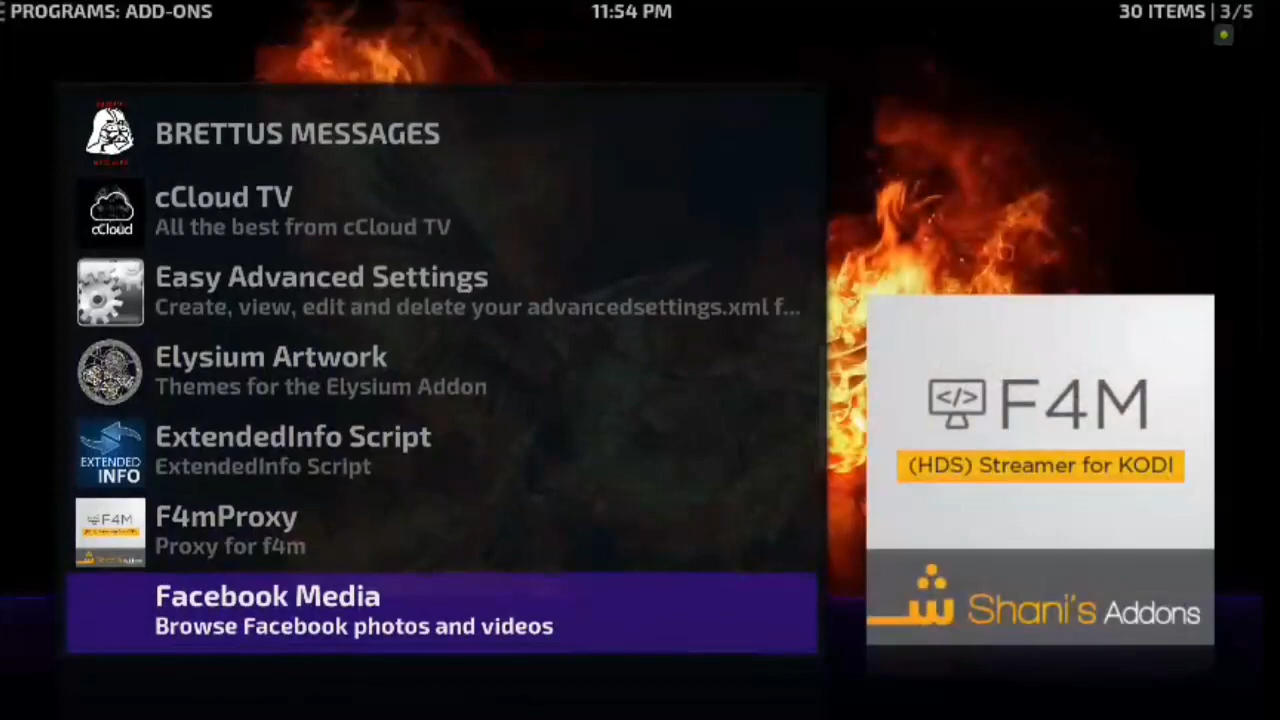 PROGRAMS: ADD-ONS
11:54 PM
30 ITEMS | 3/5
BRETTUS MESSAGES
cCloud
cCloud TV
All the best from cCloud TV
Easy Advanced Settings
Create, view, edit and delete your advancedsettings.xml f...
Elysium Artwork
Themes for the Elysium Addon
EXTENDED
INFO
ExtendedInfo Script
ExtendedInfo Script
F4M
F4mProxy
Proxy for f4m
Facebook Media
Browse Facebook photos and videos
</> F4M
(HDS) Streamer for KODI
Shani's Addons